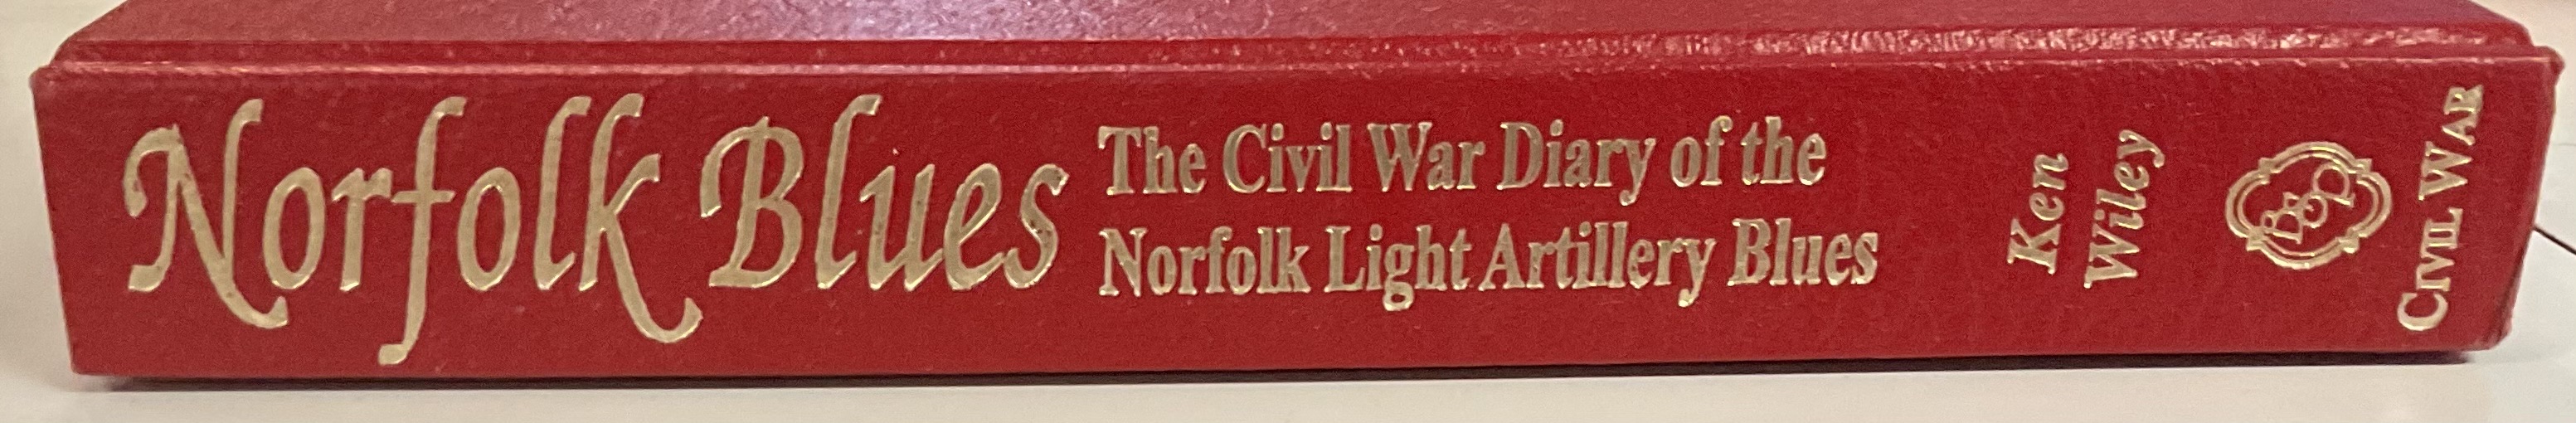 Norfolk Blues
The Civil War Diary of the
Norfolk Light Artillery Blues
Ken
Wiley
CIVIL WAR